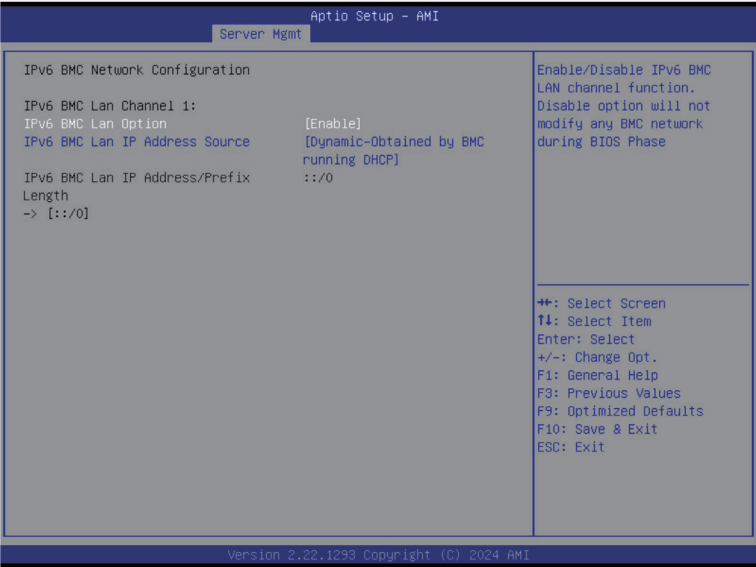 Aptio Setup – AMI
Server Mgmt
IPv6 BMC Network Configuration
IPv6 BMC Lan Channel 1:
IPv6 BMC Lan Option [Enable]
IPv6 BMC Lan IP Address Source [Dynamic-Obtained by BMC
running DHCP]
IPv6 BMC Lan IP Address/Prefix ::/0
Length
-> [::/0]
Enable/Disable IPv6 BMC
LAN channel function.
Disable option will not
modify any BMC network
during BIOS Phase
→←: Select Screen
↑↓: Select Item
Enter: Select
+/-: Change Opt.
F1: General Help
F3: Previous Values
F9: Optimized Defaults
F10: Save & Exit
ESC: Exit
Version 2.22.1293 Copyright (C) 2024 AMI